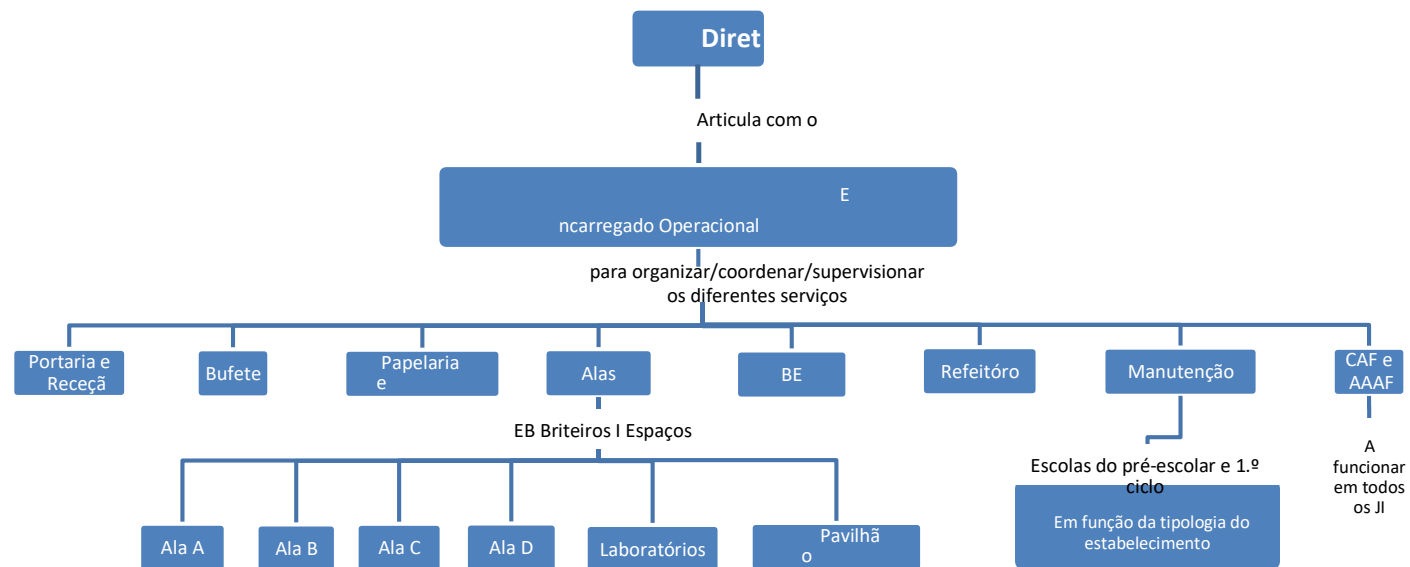 Diret
Articula com o
E
ncarregado Operacional
para organizar/coordenar/supervisionar
os diferentes serviços
Portaria e
Receçã
Bufete
Papelaria
e
Alas
BE
Refeitóro
Manutenção
CAF e
AAAF
EB Briteiros I Espaços
Escolas do pré-escolar e 1.º
ciclo
Em função da tipologia do
estabelecimento
A
funcionar
em todos
os JI
Ala A
Ala B
Ala C
Ala D
Laboratórios
Pavilhã
o